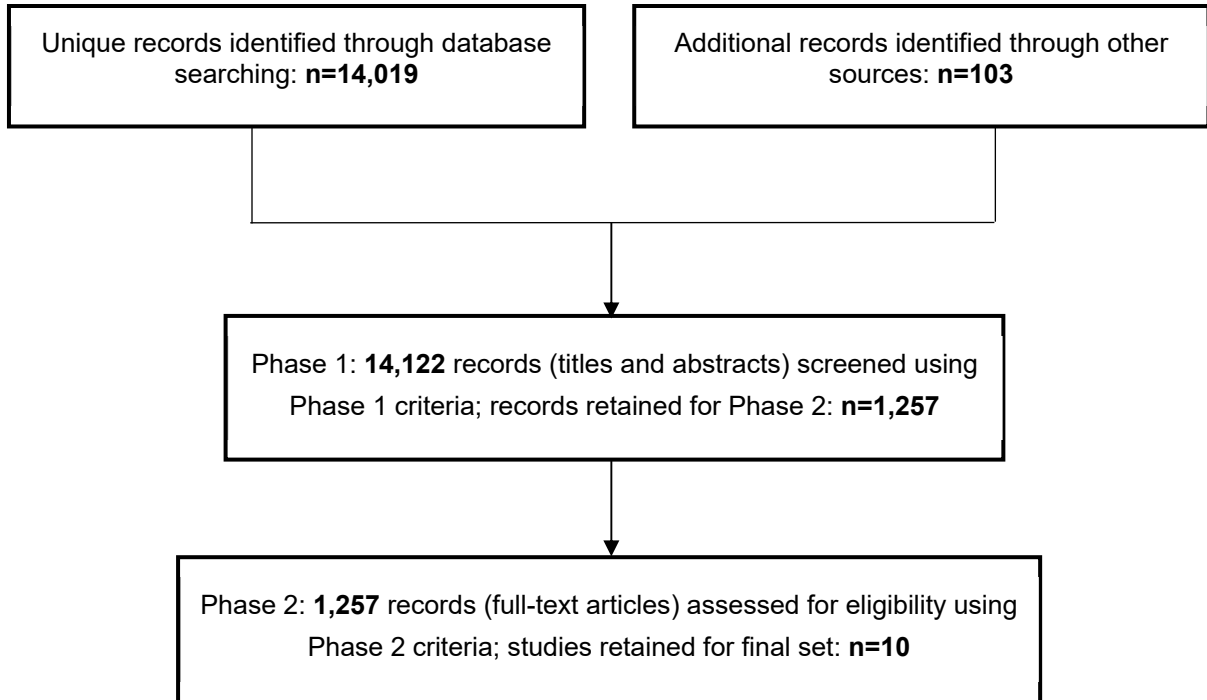 Unique records identified through database
searching: n=14,019
Additional records identified through other
sources: n=103
Phase 1: 14,122 records (titles and abstracts) screened using
Phase 1 criteria; records retained for Phase 2: n=1,257
Phase 2: 1,257 records (full-text articles) assessed for eligibility using
Phase 2 criteria; studies retained for final set: n=10